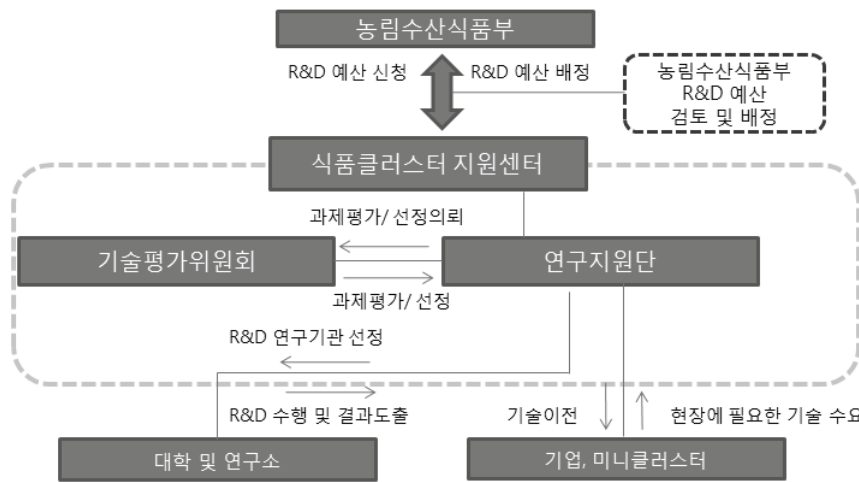 농림수산식품부
R&D 예산 신청
R&D 예산 배정
농림수산식품부
R&D 예산
검토 및 배정
식품클러스터 지원센터
과제평가/ 선정의뢰
기술평가위원회
연구지원단
과제평가/ 선정
R&D 연구기관 선정
R&D 수행 및 결과도출
기술이전
현장에 필요한 기술 수요
대학 및 연구소
기업, 미니클러스터